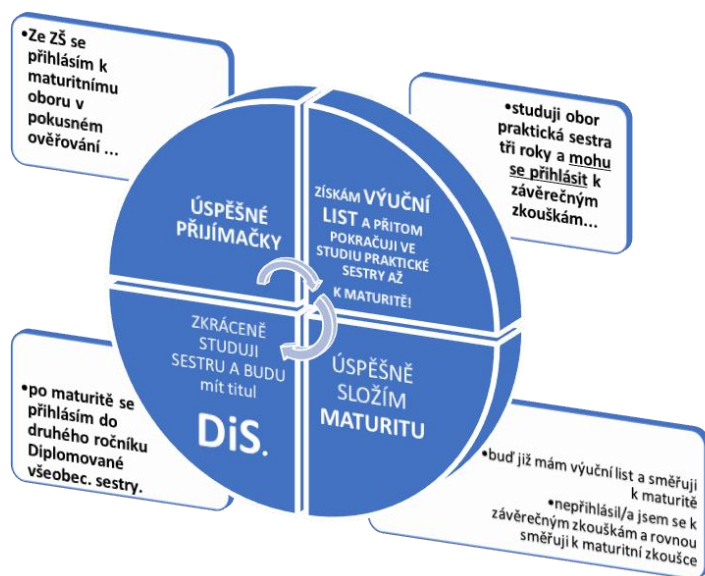 •Ze ZŠ se
přihlásím k
maturitnímu
oboru v
pokusném
ověřování ...
ÚSPĚŠNÉ
PŘIJÍMAČKY
•studuji obor
praktická sestra
tři roky a mohu
se přihlásit k
závěrečným
zkouškám...
ZÍSKÁM VÝUČNÍ
LIST A PŘITOM
POKRAČUJI VE
STUDIU PRAKTICKÉ
SESTRY AŽ
K MATURITĚ!
•buď již mám výuční list a směřuji
k maturitě
•nepřihlásil/a jsem se k
závěrečným zkouškám a rovnou
směřuji k maturitní zkoušce
ÚSPĚŠNĚ
SLOŽÍM
MATURITU
•po maturitě se
přihlásím do
druhého ročníku
Diplomované
všeobec. sestry.
ZKRÁCENĚ
STUDUJI
SESTRU A BUDU
mít titul
DiS.